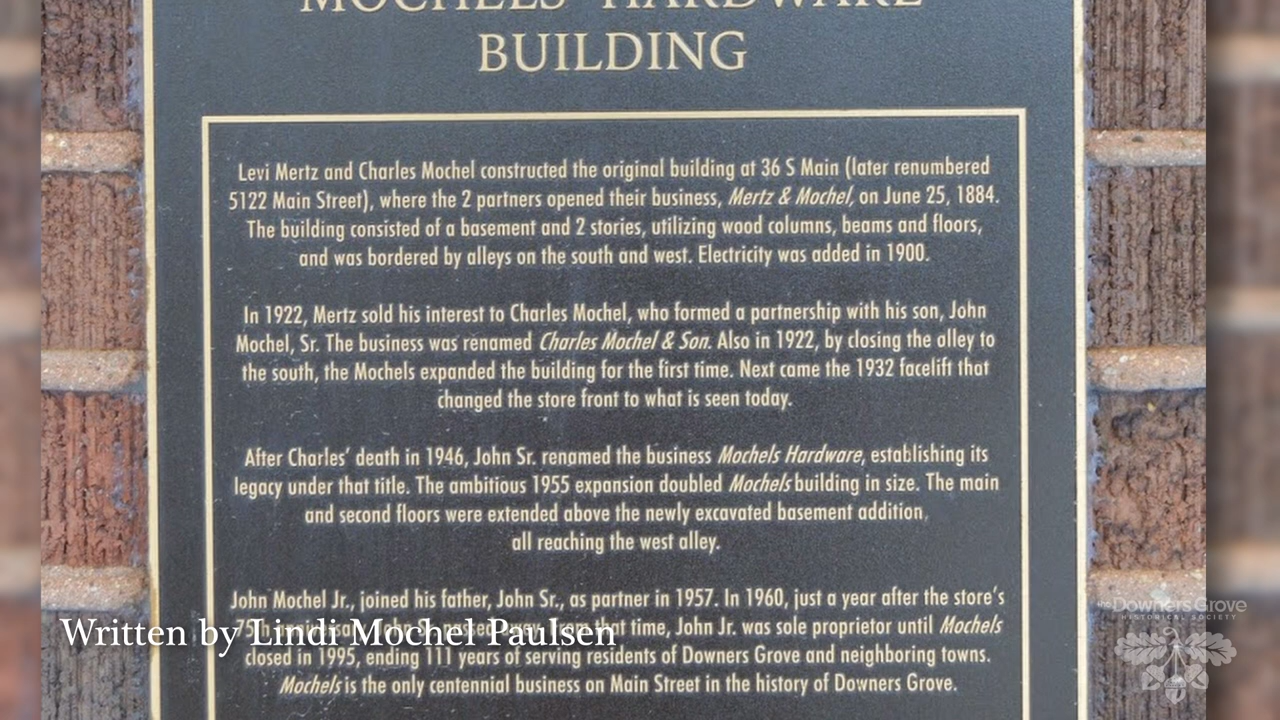 MOCHELS HARDWARE
BUILDING
Levi Mertz and Charles Mochel constructed the original building at 36 S Main (later renumbered
5122 Main Street), where the 2 partners opened their business, Mertz & Mochel, on June 25, 1884.
The building consisted of a basement and 2 stories, utilizing wood columns, beams and floors,
and was bordered by alleys on the south and west. Electricity was added in 1900.
In 1922, Mertz sold his interest to Charles Mochel, who formed a partnership with his son, John
Mochel, Sr. The business was renamed Charles Mochel & Son. Also in 1922, by closing the alley to
the south, the Mochels expanded the building for the first time. Next came the 1932 facelift that
changed the store front to what is seen today.
After Charles' death in 1946, John Sr. renamed the business Mochels Hardware, establishing its
legacy under that title. The ambitious 1955 expansion doubled Mochels building in size. The main
and second floors were extended above the newly excavated basement addition,
all reaching the west alley.
John Mochel Jr., joined his father, John Sr., as partner in 1957. In 1960, just a year after the store's
that time, John Jr. was sole proprietor until Mochels
Written by Lindi Mochel Paulsen
closed in 1995, ending 111 years of serving residents of Downers Grove and neighboring towns.
Mochels is the only centennial business on Main Street in the history of Downers Grove.
the Downers Grove
HISTORICAL SOCIETY